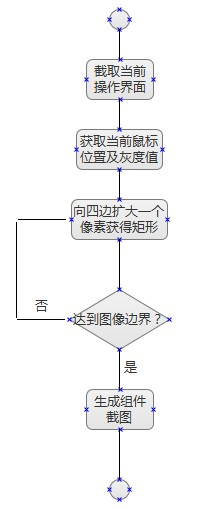 截取当前
操作界面
获取当前鼠标
位置及灰度值
向四边扩大一个
像素获得矩形
达到图像边界？
否
是
生成组件
截图